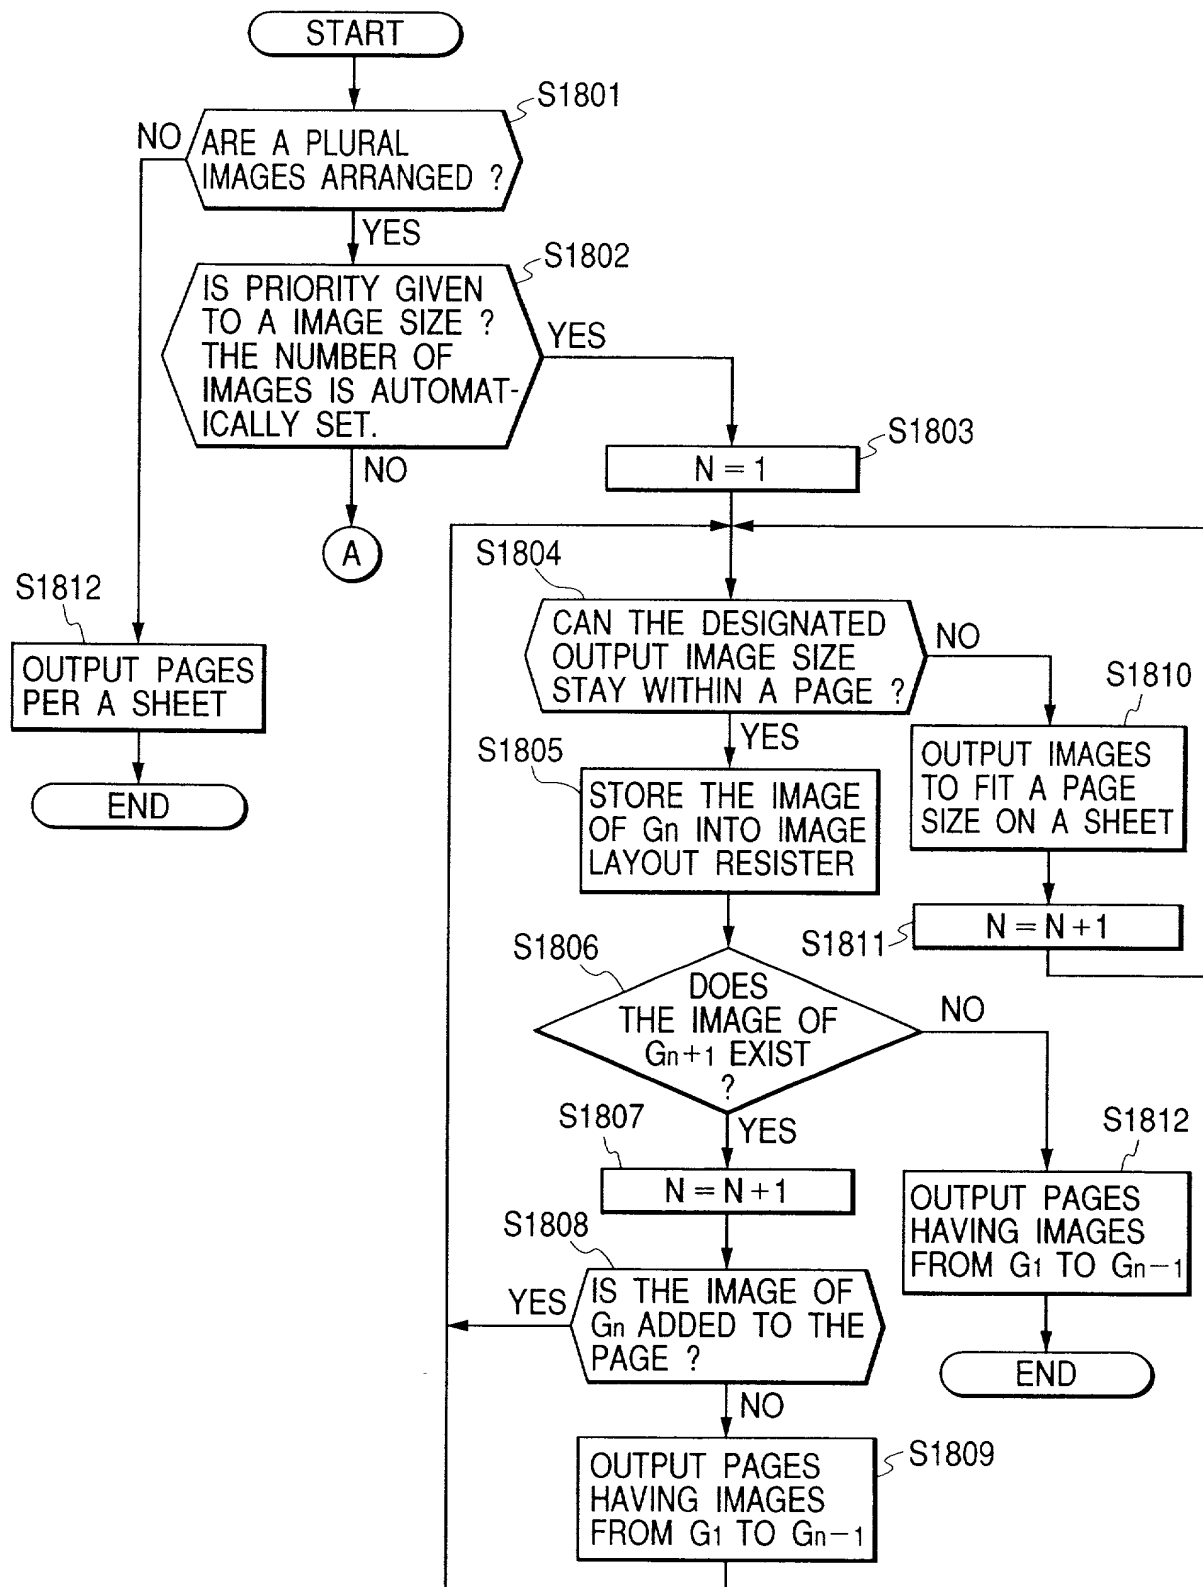 START
S1801
NO
ARE A PLURAL
IMAGES ARRANGED ?
YES
S1802
IS PRIORITY GIVEN
TO A IMAGE SIZE ?
THE NUMBER OF
IMAGES IS AUTOMAT-
ICALLY SET.
YES
NO
S1803
N = 1
A
S1804
CAN THE DESIGNATED
OUTPUT IMAGE SIZE
STAY WITHIN A PAGE ?
NO
YES
S1812
OUTPUT PAGES
PER A SHEET
END
S1810
OUTPUT IMAGES
TO FIT A PAGE
SIZE ON A SHEET
S1805
STORE THE IMAGE
OF Gn INTO IMAGE
LAYOUT RESISTER
S1811
N = N + 1
S1806
DOES
THE IMAGE OF
Gn+1 EXIST
?
NO
YES
S1807
N = N + 1
S1812
OUTPUT PAGES
HAVING IMAGES
FROM G1 TO Gn-1
END
S1808
YES
IS THE IMAGE OF
Gn ADDED TO THE
PAGE ?
NO
S1809
OUTPUT PAGES
HAVING IMAGES
FROM G1 TO Gn-1